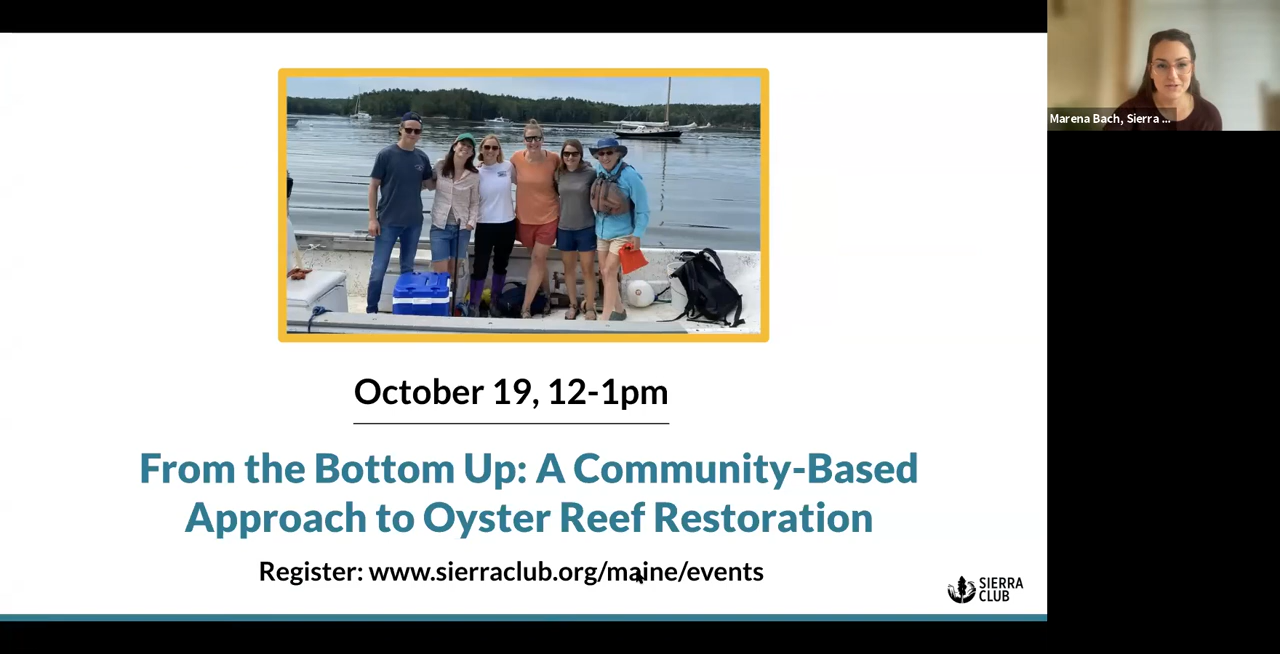 Marena Bach, Sierra ...
October 19, 12-1pm
From the Bottom Up: A Community-Based
Approach to Oyster Reef Restoration
Register: www.sierraclub.org/maine/events
SIERRA
CLUB